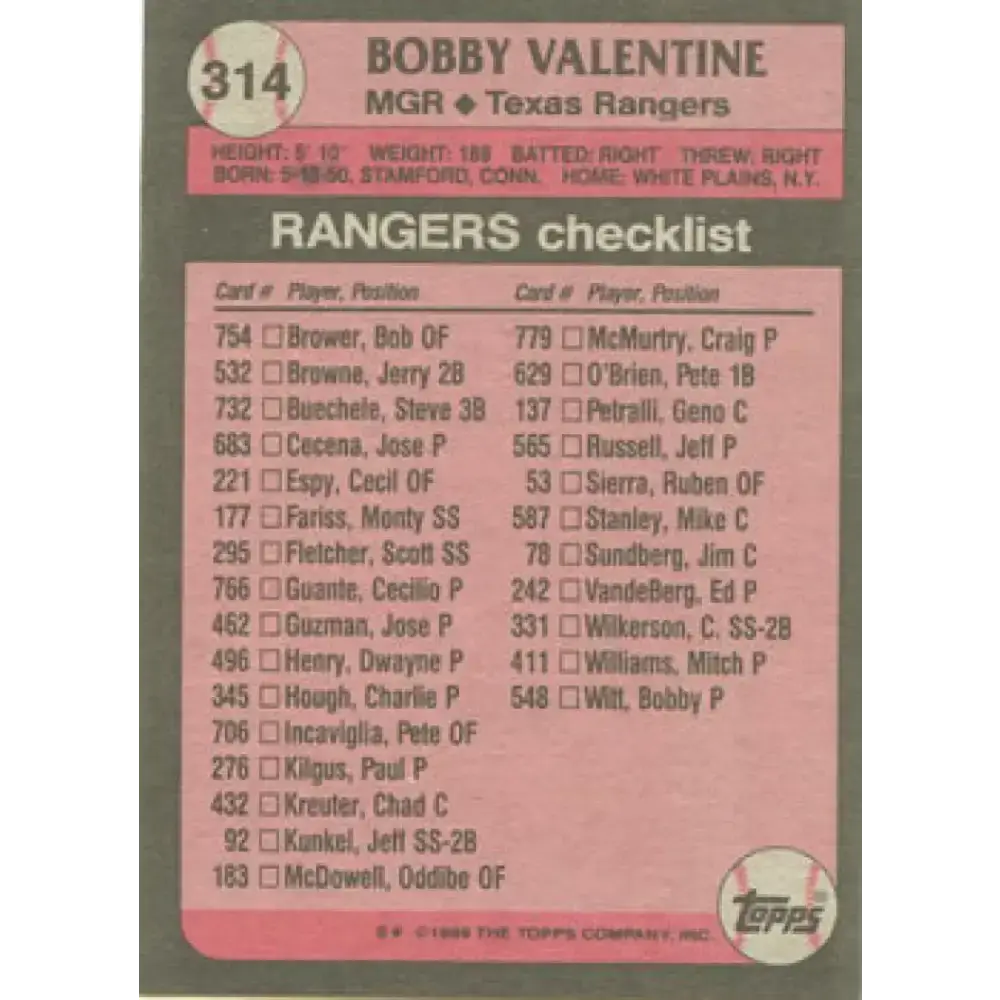 314
BOBBY VALENTINE
MGR ◆ Texas Rangers
HEIGHT: 5' 10" WEIGHT: 189 BATTED: RIGHT THREW: RIGHT
BORN: 5-13-50, STAMFORD, CONN. HOME: WHITE PLAINS, N.Y.
RANGERS checklist
Card # Player, Position
754 □ Brower, Bob OF
532 □ Browne, Jerry 2B
732 □ Buechele, Steve 3B
683 □ Cecena, Jose P
221 □ Espy, Cecil OF
177 □ Fariss, Monty SS
295 □ Fletcher, Scott SS
766 □ Guante, Cecilio P
462 □ Guzman, Jose P
496 □ Henry, Dwayne P
345 □ Hough, Charlie P
706 □ Incaviglia, Pete OF
276 □ Kilgus, Paul P
432 □ Kreuter, Chad C
92 □ Kunkel, Jeff SS-2B
183 □ McDowell, Oddibe OF
Card # Player, Position
779 □ McMurtry, Craig P
629 □ O'Brien, Pete 1B
137 □ Petralli, Geno C
565 □ Russell, Jeff P
53 □ Sierra, Ruben OF
587 □ Stanley, Mike C
78 □ Sundberg, Jim C
242 □ VandeBerg, Ed P
331 □ Wilkerson, C. SS-2B
411 □ Williams, Mitch P
548 □ Witt, Bobby P
©1989 THE TOPPS COMPANY, INC.
Topps®